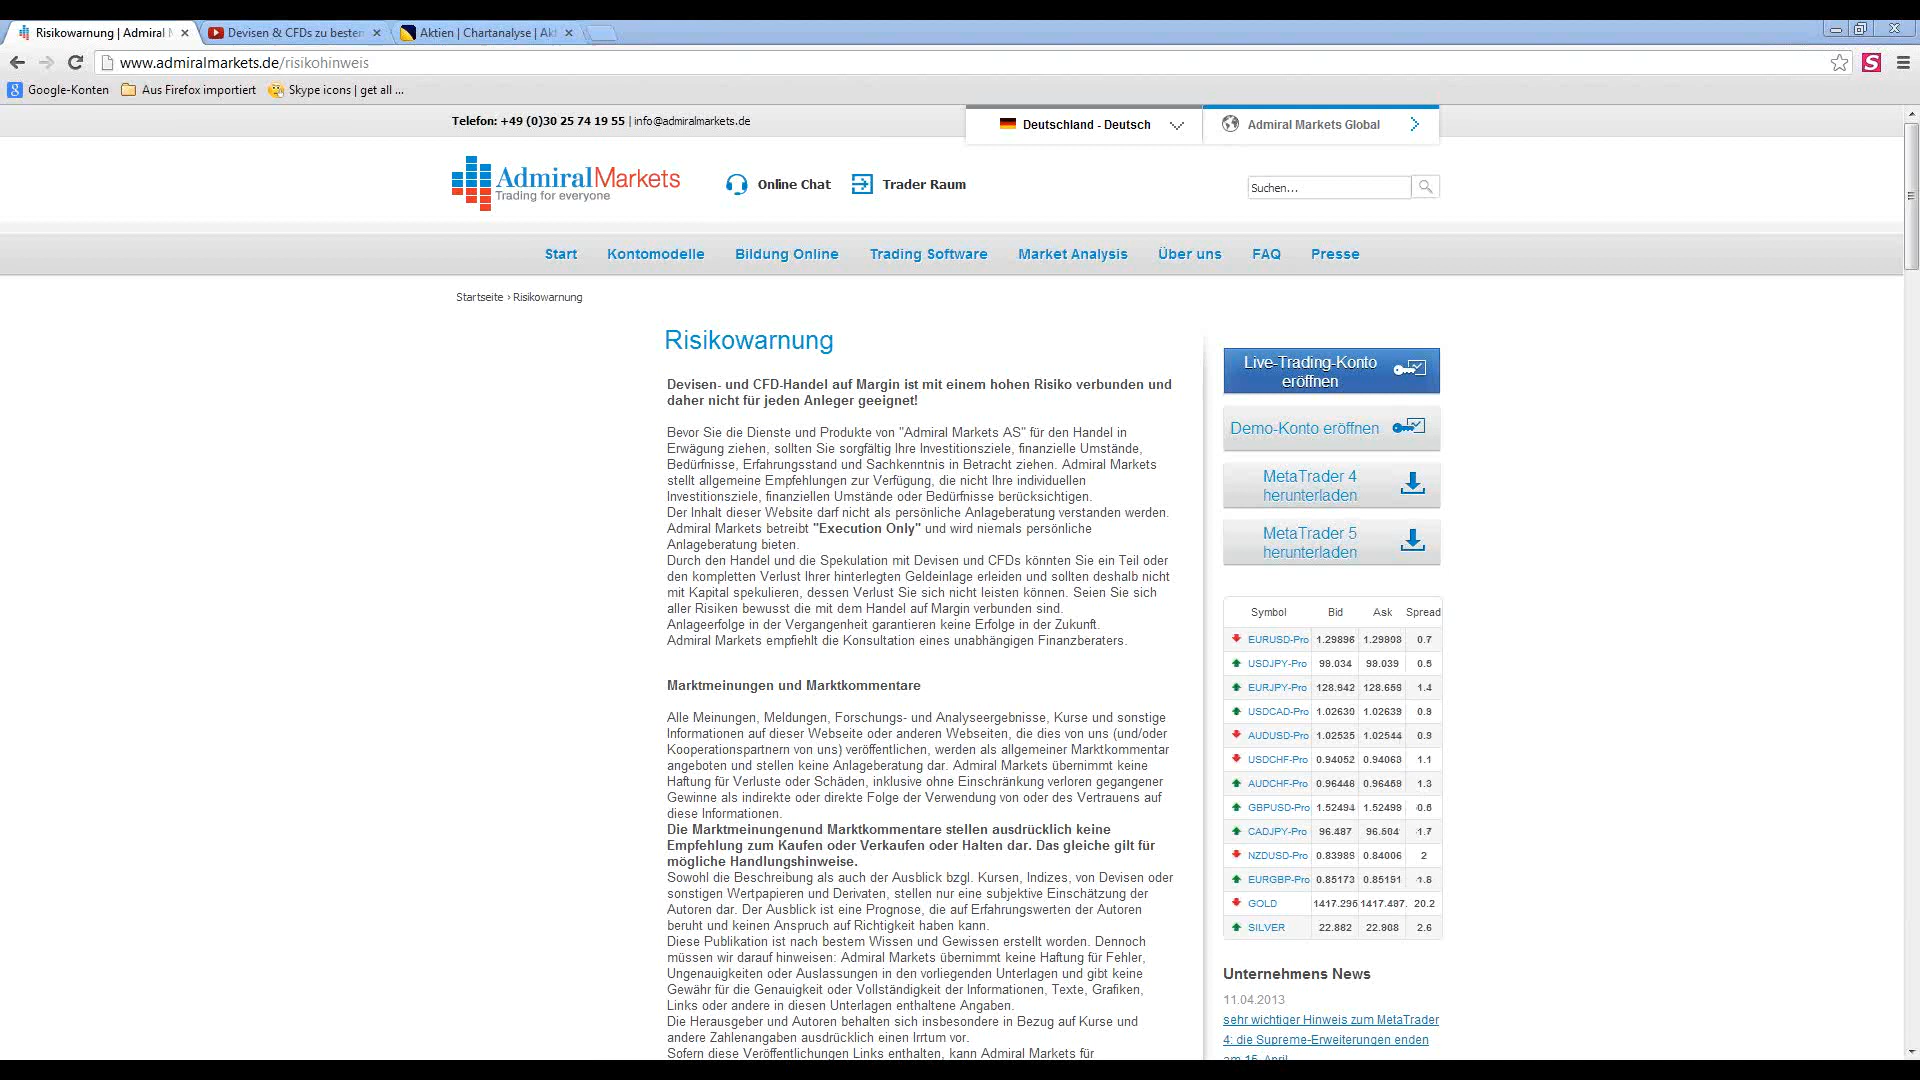 Risikowarnung | Admiral M
Devisen & CFDs zu besten
Aktien | Chartanalyse | Akt
www.admiralmarkets.de/risikohinweis
Google-Konten
Aus Firefox importiert
Skype icons | get all ...
Telefon: +49 (0)30 25 74 19 55 | info@admiralmarkets.de
Deutschland - Deutsch
Admiral Markets Global
AdmiralMarkets
Trading for everyone
Online Chat
Trader Raum
Suchen...
Start
Kontomodelle
Bildung Online
Trading Software
Market Analysis
Über uns
FAQ
Presse
Startseite › Risikowarnung
Risikowarnung
Devisen- und CFD-Handel auf Margin ist mit einem hohen Risiko verbunden und
daher nicht für jeden Anleger geeignet!
Bevor Sie die Dienste und Produkte von "Admiral Markets AS" für den Handel in
Erwägung ziehen, sollten Sie sorgfältig Ihre Investitionsziele, finanzielle Umstände,
Bedürfnisse, Erfahrungsstand und Sachkenntnis in Betracht ziehen. Admiral Markets
stellt allgemeine Empfehlungen zur Verfügung, die nicht Ihre individuellen
Investitionsziele, finanziellen Umstände oder Bedürfnisse berücksichtigen.
Der Inhalt dieser Website darf nicht als persönliche Anlageberatung verstanden werden.
Admiral Markets betreibt "Execution Only" und wird niemals persönliche
Anlageberatung bieten.
Durch den Handel und die Spekulation mit Devisen und CFDs könnten Sie ein Teil oder
den kompletten Verlust Ihrer hinterlegten Geldeinlage erleiden und sollten deshalb nicht
mit Kapital spekulieren, dessen Verlust Sie sich nicht leisten können. Seien Sie sich
aller Risiken bewusst die mit dem Handel auf Margin verbunden sind.
Anlageerfolge in der Vergangenheit garantieren keine Erfolge in der Zukunft.
Admiral Markets empfiehlt die Konsultation eines unabhängigen Finanzberaters.
Marktmeinungen und Marktkommentare
Alle Meinungen, Meldungen, Forschungs- und Analyseergebnisse, Kurse und sonstige
Informationen auf dieser Webseite oder anderen Webseiten, die dies von uns (und/oder
Kooperationspartnern von uns) veröffentlichen, werden als allgemeiner Marktkommentar
angeboten und stellen keine Anlageberatung dar. Admiral Markets übernimmt keine
Haftung für Verluste oder Schäden, inklusive ohne Einschränkung verloren gegangener
Gewinne als indirekte oder direkte Folge der Verwendung von oder des Vertrauens auf
diese Informationen.
Die Marktmeinungenund Marktkommentare stellen ausdrücklich keine
Empfehlung zum Kaufen oder Verkaufen oder Halten dar. Das gleiche gilt für
mögliche Handlungshinweise.
Sowohl die Beschreibung als auch der Ausblick bzgl. Kursen, Indizes, von Devisen oder
sonstigen Wertpapieren und Derivaten, stellen nur eine subjektive Einschätzung der
Autoren dar. Der Ausblick ist eine Prognose, die auf Erfahrungswerten der Autoren
beruht und keinen Anspruch auf Richtigkeit haben kann.
Diese Publikation ist nach bestem Wissen und Gewissen erstellt worden. Dennoch
müssen wir darauf hinweisen: Admiral Markets übernimmt keine Haftung für Fehler,
Ungenauigkeiten oder Auslassungen in den vorliegenden Unterlagen und gibt keine
Gewähr für die Genauigkeit oder Vollständigkeit der Informationen, Texte, Grafiken,
Links oder andere in diesen Unterlagen enthaltene Angaben.
Die Herausgeber und Autoren behalten sich insbesondere in Bezug auf Kurse und
andere Zahlenangaben ausdrücklich einen Irrtum vor.
Sofern diese Veröffentlichungen Links enthalten, kann Admiral Markets für
Live-Trading-Konto
eröffnen
Demo-Konto eröffnen
MetaTrader 4
herunterladen
MetaTrader 5
herunterladen
Symbol Bid Ask Spread
EURUSD-Pro 1.29896 0.7
USDJPY-Pro 99.034 99.039
EURJPY-Pro 1.4
USDCAD-Pro 1.02630 1.02639
AUDUSD-Pro 1.02535 1.02544 0.9
USDCHF-Pro 0.94052 0.94063 1.1
AUDCHF-Pro 0.96446 0.96459 1.3
GBPUSD-Pro 1.52494
CADJPY-Pro 96.487 96.504 1.7
NZDUSD-Pro 0.84006 2
EURGBP-Pro 0.85173 0.85191 1.8
GOLD 20.2
SILVER 22.882 22.908 2.6
Unternehmens News
11.04.2013
sehr wichtiger Hinweis zum MetaTrader
4: die Supreme-Erweiterungen enden
am 15. April